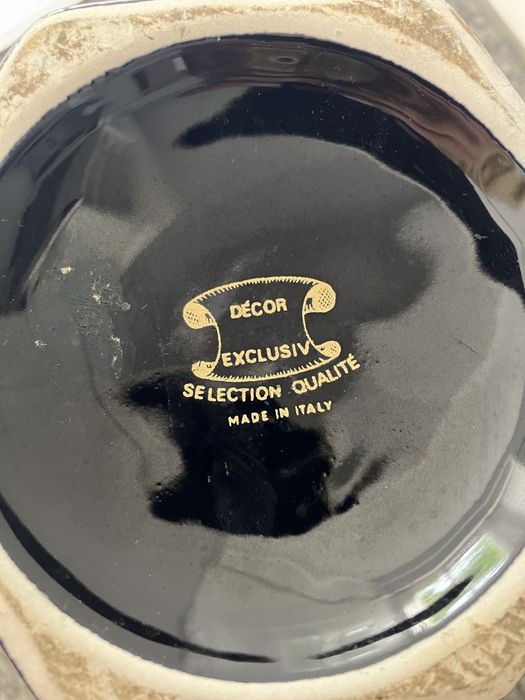 DÉCOR
EXCLUSIV
SELECTION QUALITÉ
MADE IN ITALY